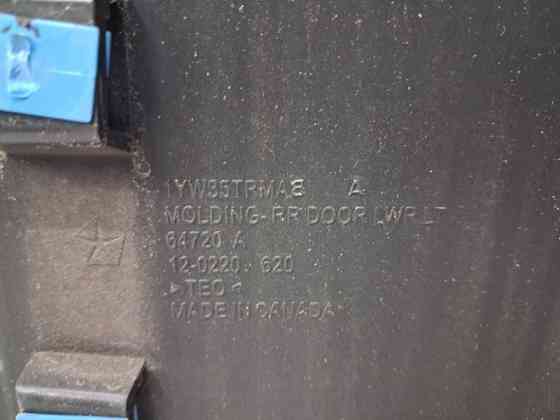 1YW35TRMAB A
MOLDING-RR DOOR LWR LT
64720 A
12-0220 620
>TEO<
MADE IN CANADA